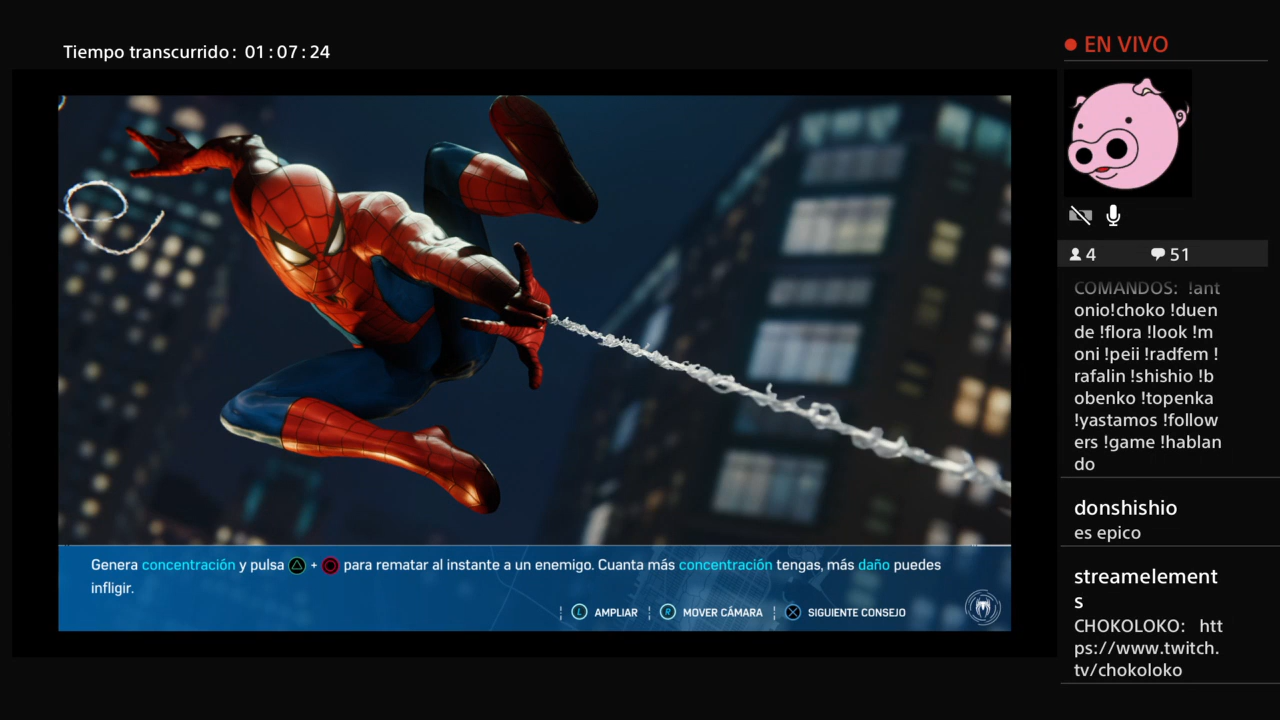 Tiempo transcurrido: 01:07:24
EN VIVO
4 51
COMANDOS: !ant
onio!choko !duen
de !flora !look !m
oni !peii !radfem !
rafalin !shishio !b
obenko !topenka
!yastamos !follow
ers !game !hablan
do
donshishio
es epico
streamelement
s
CHOKOLOKO: htt
ps://www.twitch.
tv/chokoloko
Genera concentración y pulsa + para rematar al instante a un enemigo. Cuanta más concentración tengas, más daño puedes
infligir.
L AMPLIAR R MOVER CÁMARA SIGUIENTE CONSEJO